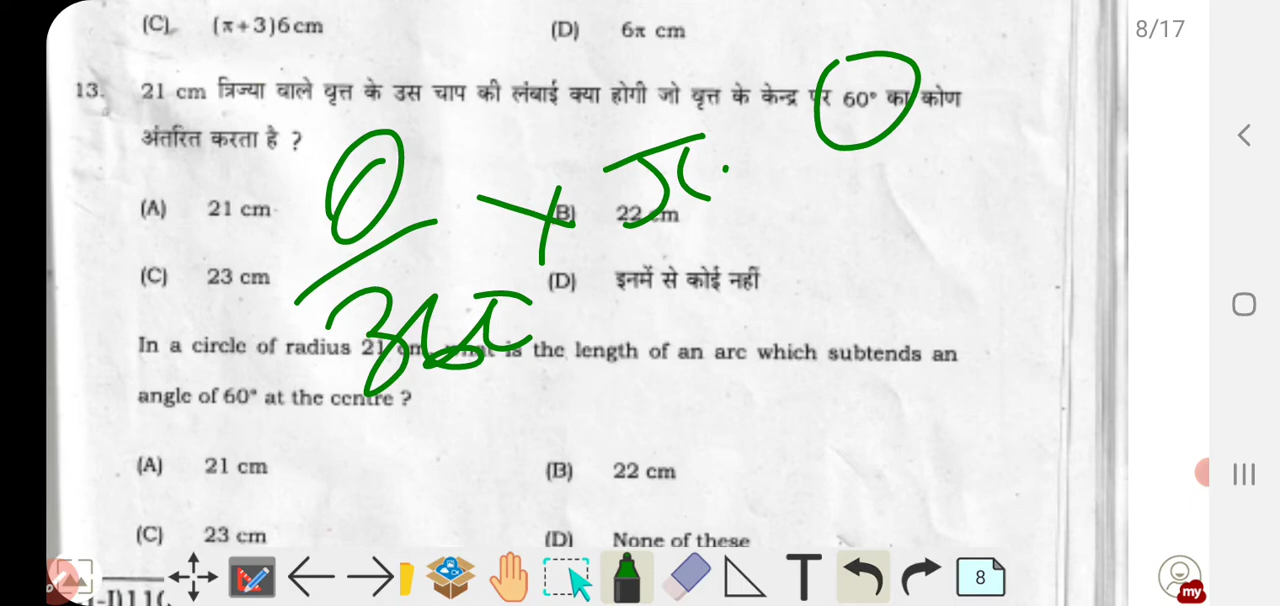 (C). (π+3)6 cm (D) 6π cm
8/17
13. 21 cm त्रिज्या वाले वृत्त के उस चाप की लंबाई क्या होगी जो वृत्त के केन्द्र पर 60° का कोण
अंतरित करता है ?
(A) 21 cm (B) 22 cm
(C) 23 cm (D) इनमें से कोई नहीं
θ × π.
In a circle of radius 21 cm, what is the length of an arc which subtends an
angle of 60° at the centre ?
(A) 21 cm (B) 22 cm
(C) 23 cm (D) None of these
T 8
my